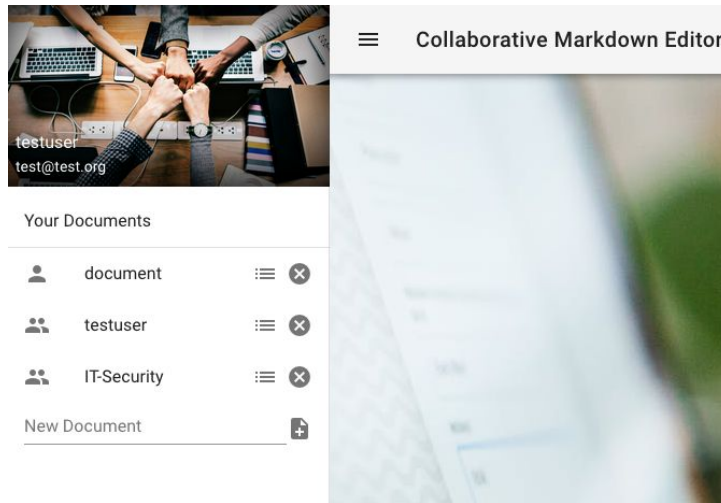 testuser
test@test.org
Collaborative Markdown Editor
Your Documents
document
testuser
IT-Security
New Document